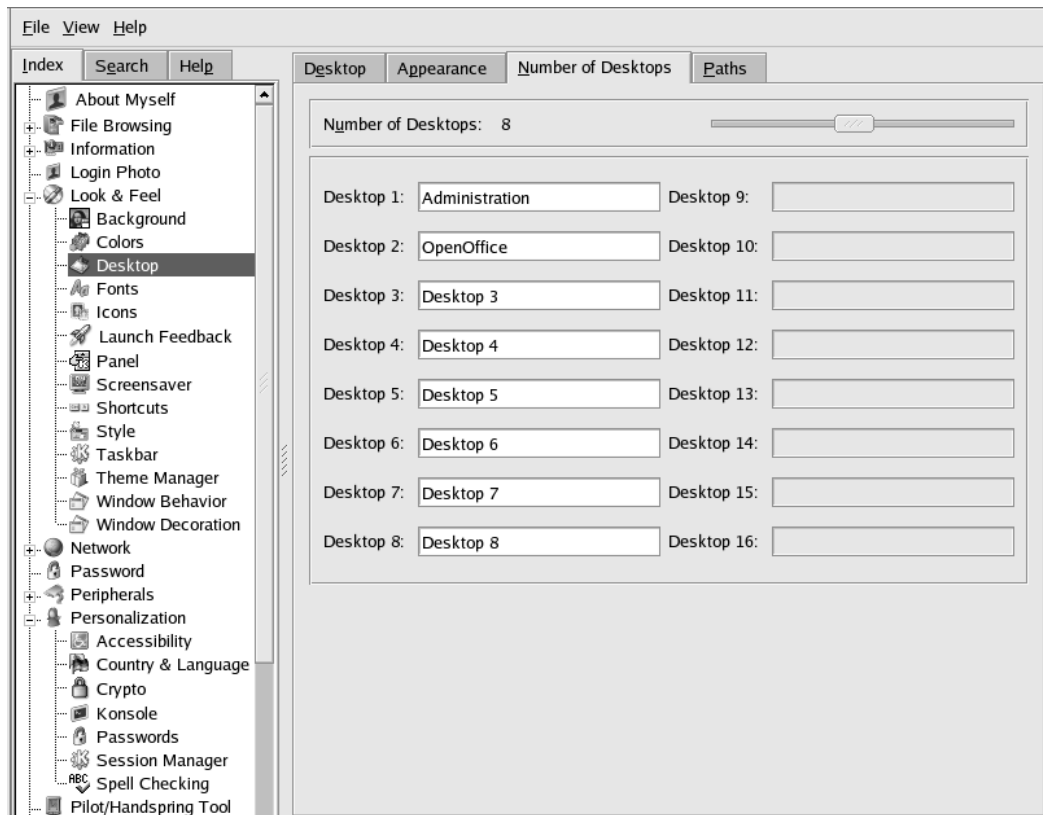 File View Help
Index Search Help
About Myself
File Browsing
Information
Login Photo
Look & Feel
Background
Colors
Desktop
Fonts
Icons
Launch Feedback
Panel
Screensaver
Shortcuts
Style
Taskbar
Theme Manager
Window Behavior
Window Decoration
Network
Password
Peripherals
Personalization
Accessibility
Country & Language
Crypto
Konsole
Passwords
Session Manager
ABC Spell Checking
Pilot/Handspring Tool
Desktop Appearance Number of Desktops Paths
Number of Desktops: 8
Desktop 1: Administration Desktop 9:
Desktop 2: OpenOffice Desktop 10:
Desktop 3: Desktop 3 Desktop 11:
Desktop 4: Desktop 4 Desktop 12:
Desktop 5: Desktop 5 Desktop 13:
Desktop 6: Desktop 6 Desktop 14:
Desktop 7: Desktop 7 Desktop 15:
Desktop 8: Desktop 8 Desktop 16: